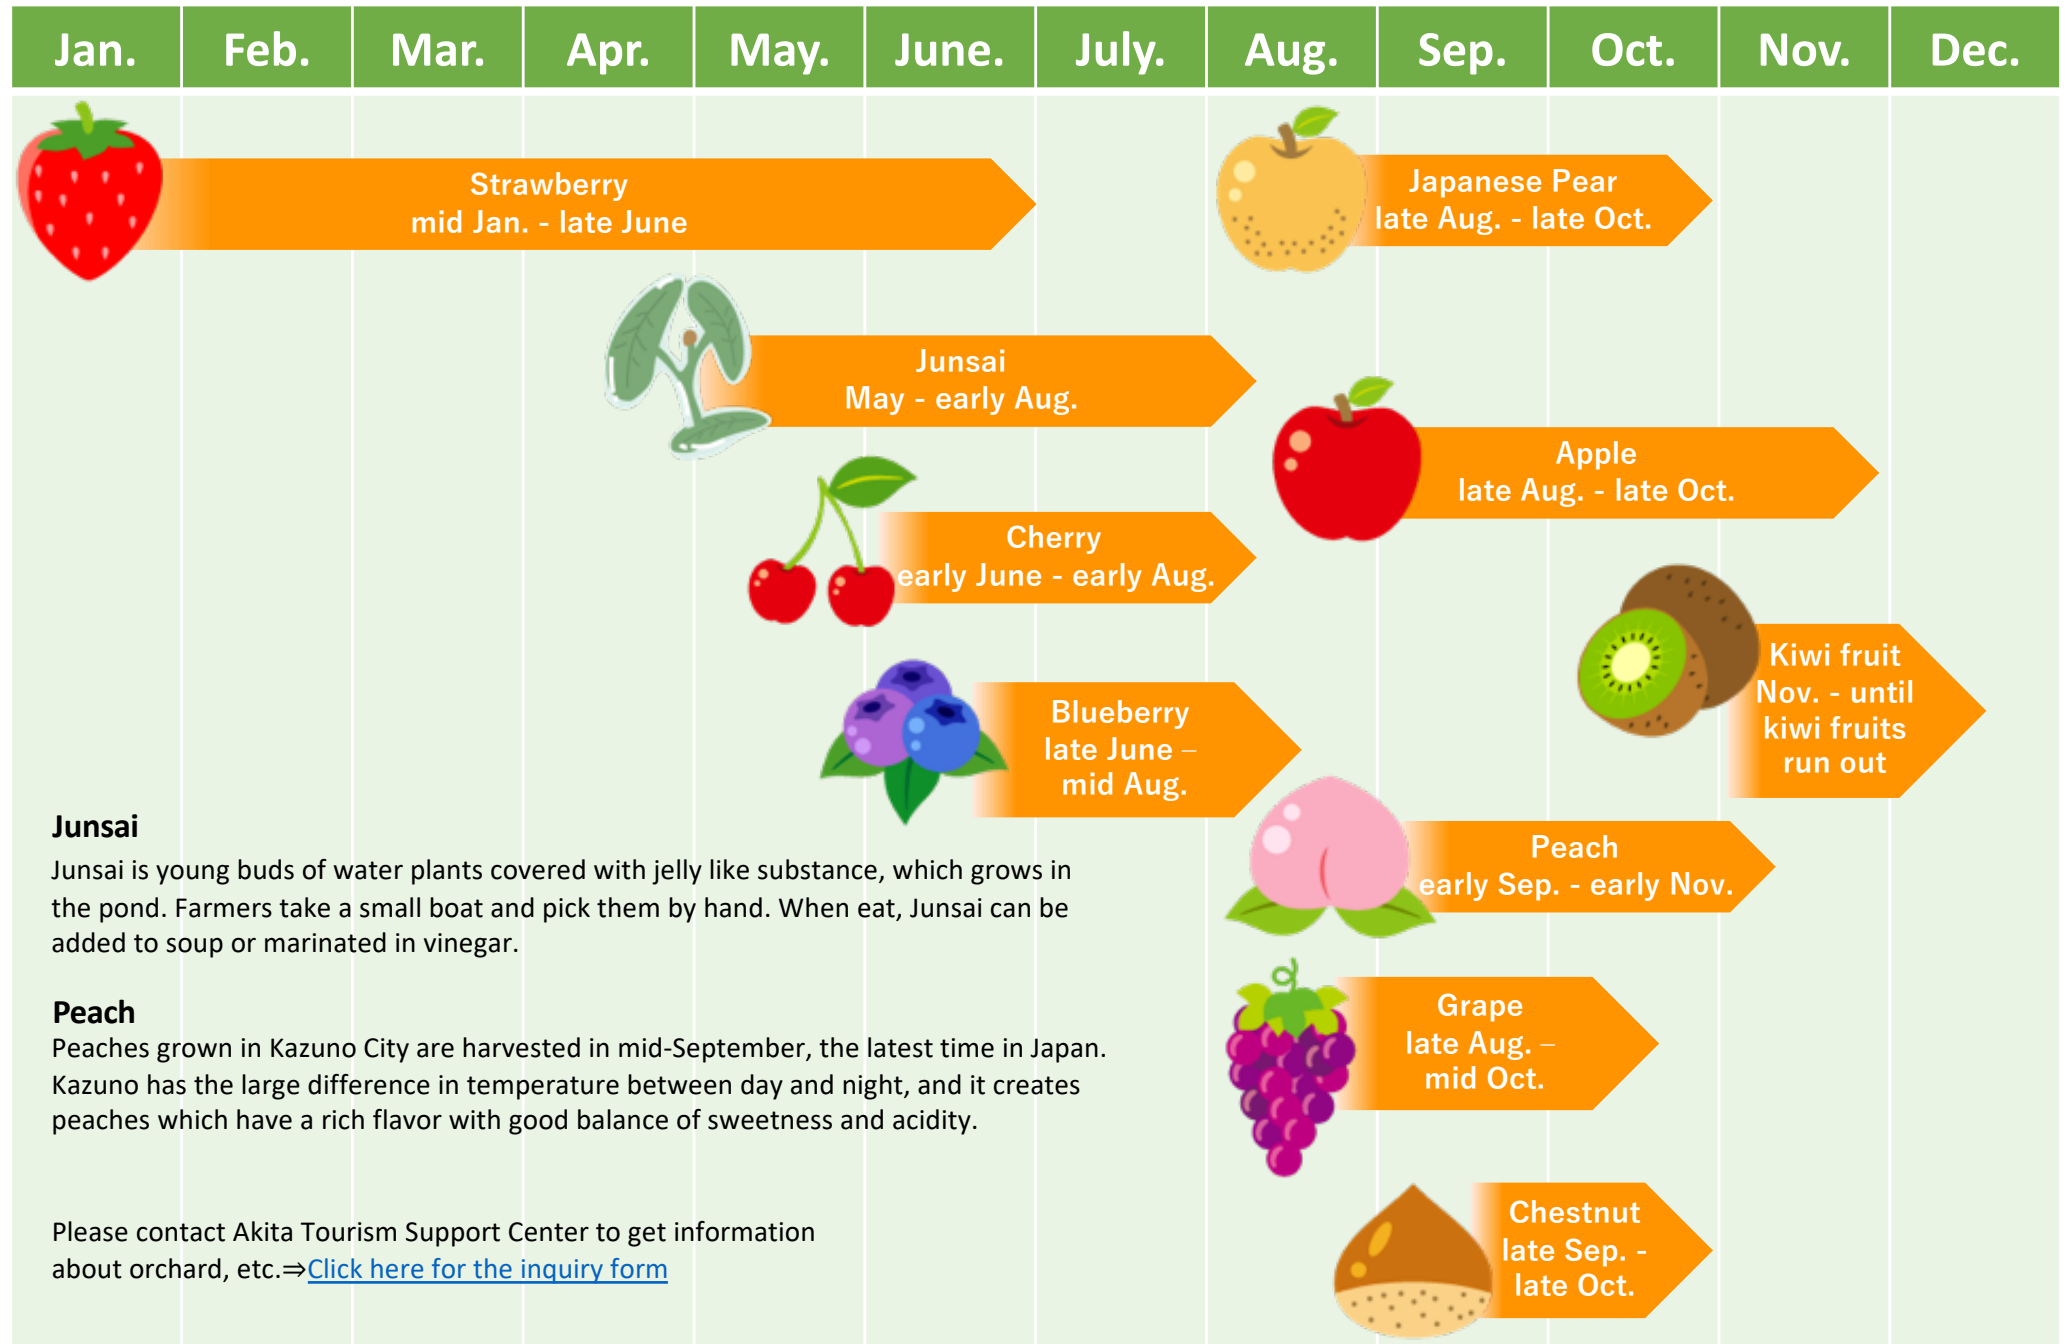 Jan. Feb. Mar. Apr. May. June. July. Aug. Sep. Oct. Nov. Dec.
Strawberry
mid Jan. - late June
Japanese Pear
late Aug. - late Oct.
Junsai
May - early Aug.
Apple
late Aug. - late Oct.
Cherry
early June - early Aug.
Kiwi fruit
Nov. - until
kiwi fruits
run out
Blueberry
late June –
mid Aug.
Peach
early Sep. - early Nov.
Grape
late Aug. –
mid Oct.
Chestnut
late Sep. -
late Oct.
Junsai
Junsai is young buds of water plants covered with jelly like substance, which grows in
the pond. Farmers take a small boat and pick them by hand. When eat, Junsai can be
added to soup or marinated in vinegar.
Peach
Peaches grown in Kazuno City are harvested in mid-September, the latest time in Japan.
Kazuno has the large difference in temperature between day and night, and it creates
peaches which have a rich flavor with good balance of sweetness and acidity.
Please contact Akita Tourism Support Center to get information
about orchard, etc.⇒Click here for the inquiry form